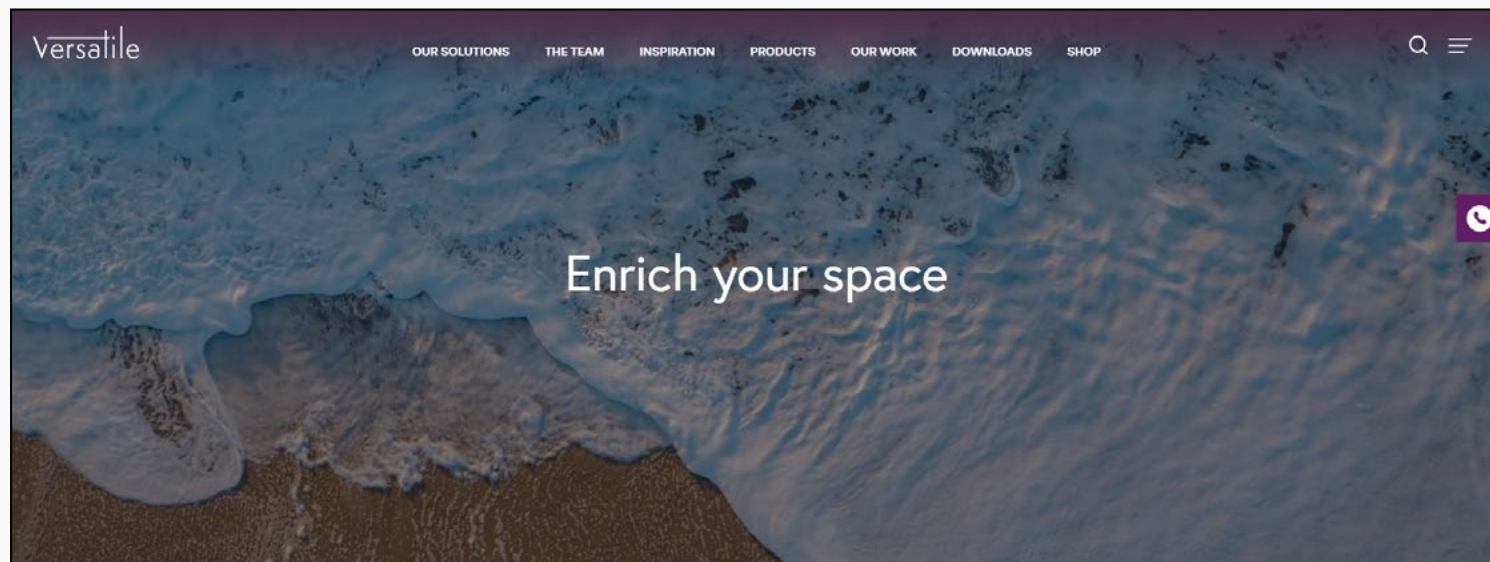 Versatile
OUR SOLUTIONS THE TEAM INSPIRATION PRODUCTS OUR WORK DOWNLOADS SHOP
Enrich your space